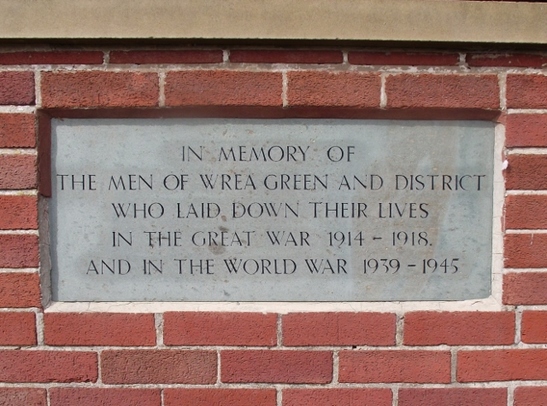 IN MEMORY OF
THE MEN OF WREA GREEN AND DISTRICT
WHO LAID DOWN THEIR LIVES
IN THE GREAT WAR 1914 – 1918.
AND IN THE WORLD WAR 1939 – 1945